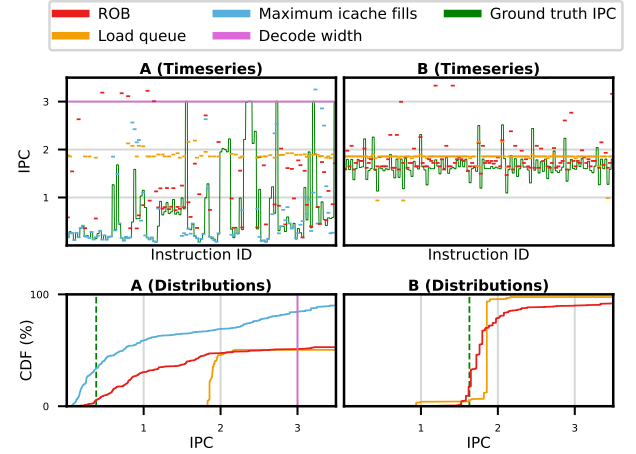 ROB
Maximum icache fills
Ground truth IPC
Load queue
Decode width
A (Timeseries)
B (Timeseries)
IPC
3
2
1
Instruction ID
Instruction ID
A (Distributions)
B (Distributions)
CDF (%)
100
0
1
2
3
1
2
3
IPC
IPC